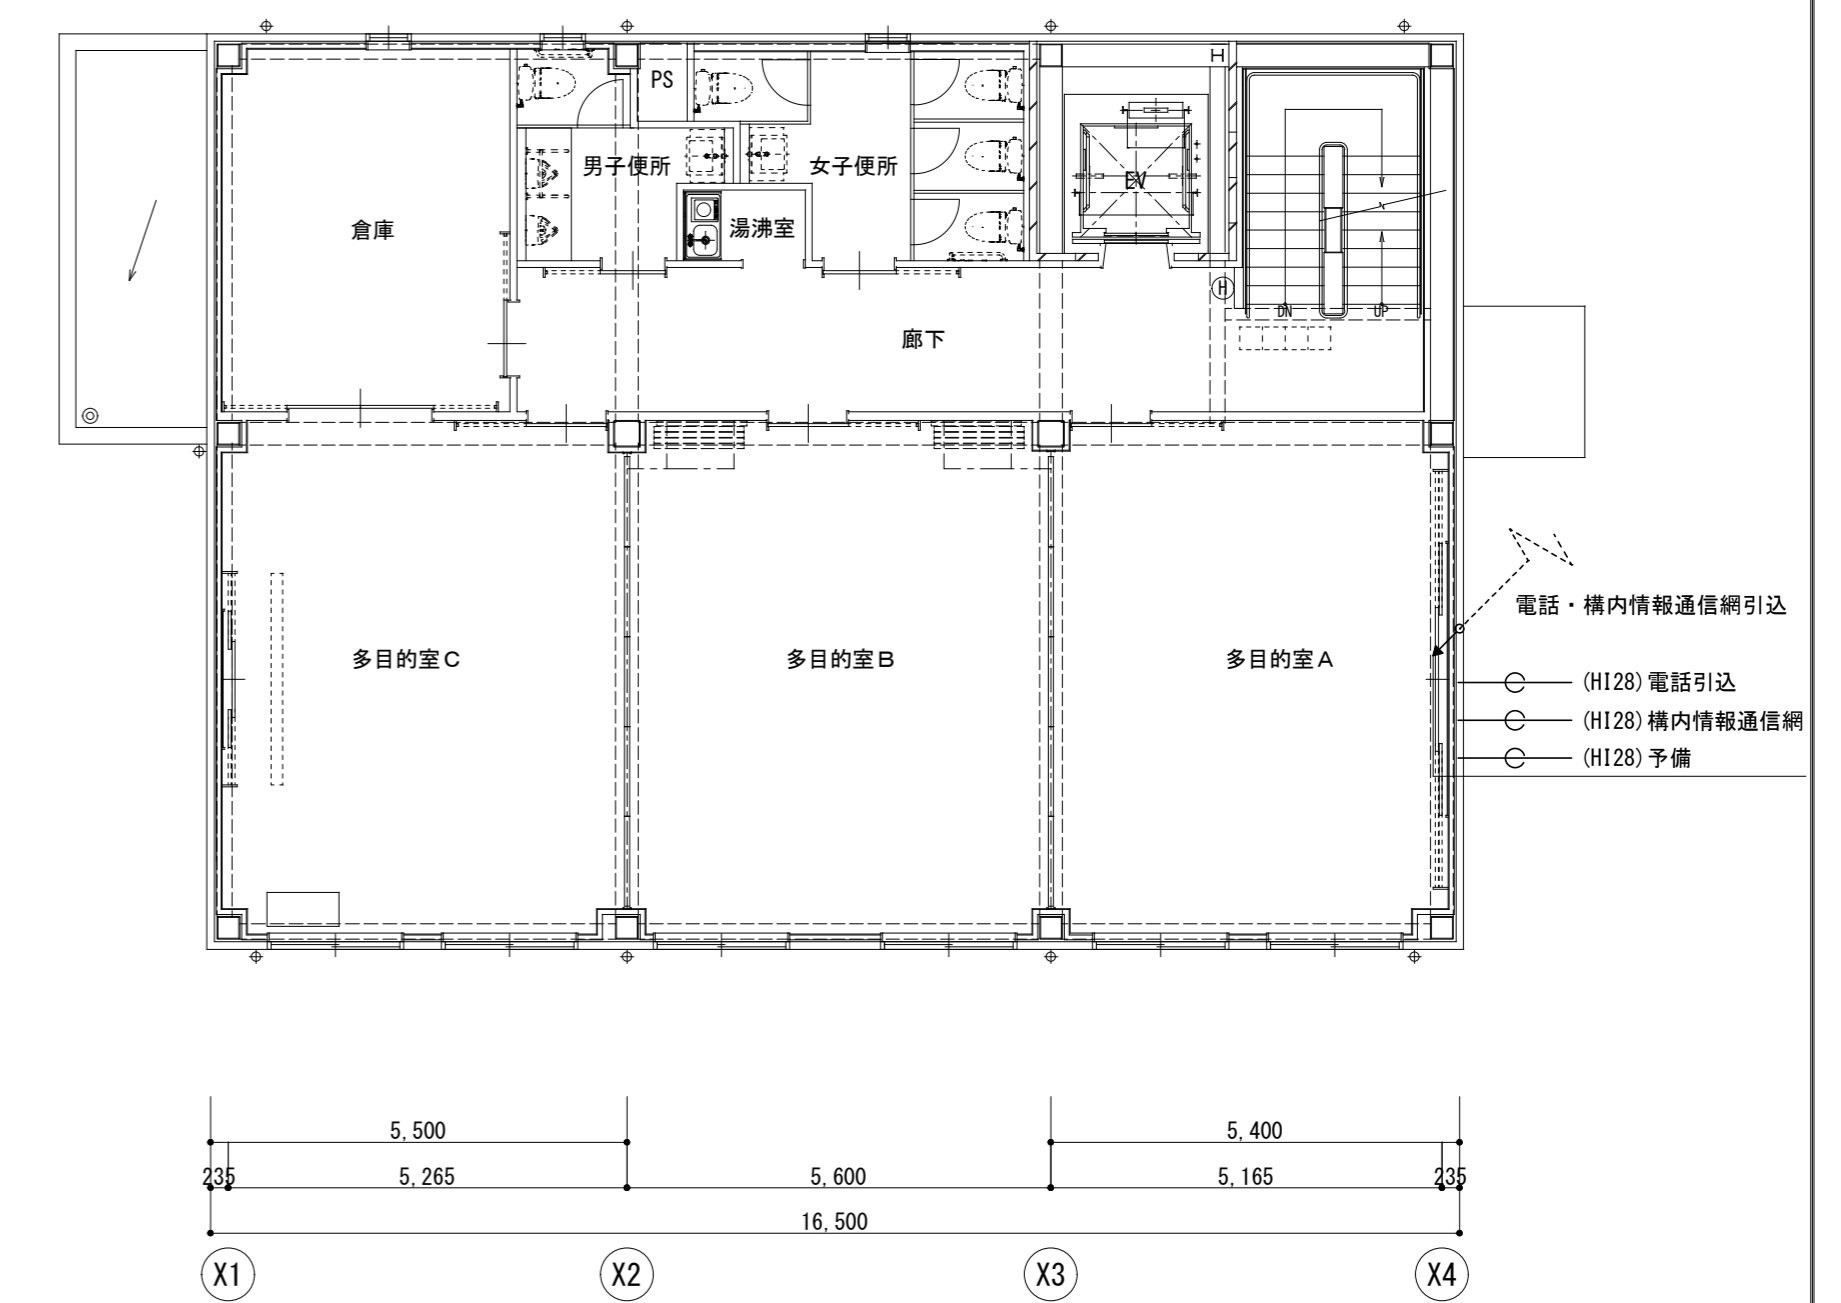 PS
男子便所
女子便所
EV
倉庫
湯沸室
H
DN
UP
廊下
電話・構内情報通信網引込
多目的室C
多目的室B
多目的室A
(HI28)電話引込
(HI28)構内情報通信網
(HI28)予備
5,500
5,400
235
5,265
5,600
5,165
235
16,500
X1
X2
X3
X4